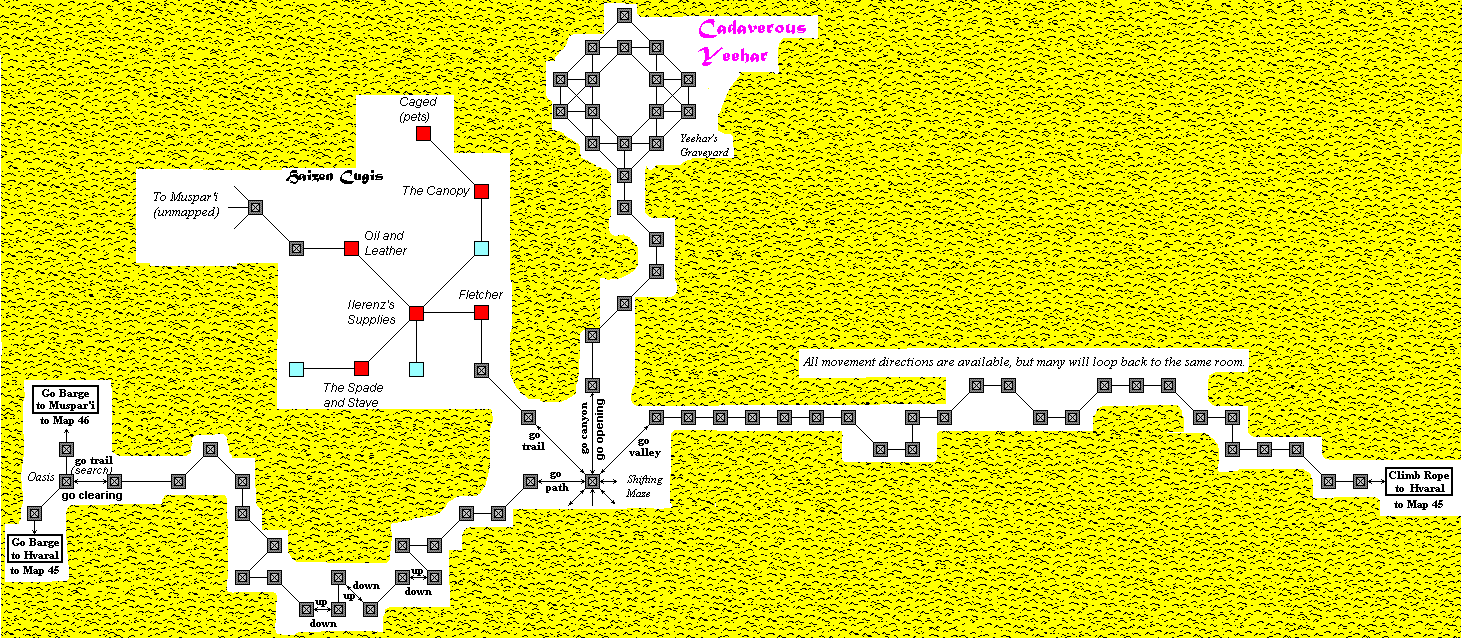 Cadaverous
Yeehar
Caged
(pets)
Yeehar's
Graveyard
Haizen Cugis
The Canopy
To Muspar'i
(unmapped)
Oil and
Leather
Ilerenz's
Supplies
Fletcher
All movement directions are available, but many will loop back to the same room.
The Spade
and Stave
Go Barge
to Muspar'i
to Map 46
go
trail
go canyon
go opening
go
valley
go trail
(search)
Oasis
go clearing
go
path
Shifting
Maze
Climb Rope
to Hvaral
to Map 45
Go Barge
to Hvaral
to Map 45
up
down
down
up
up
down